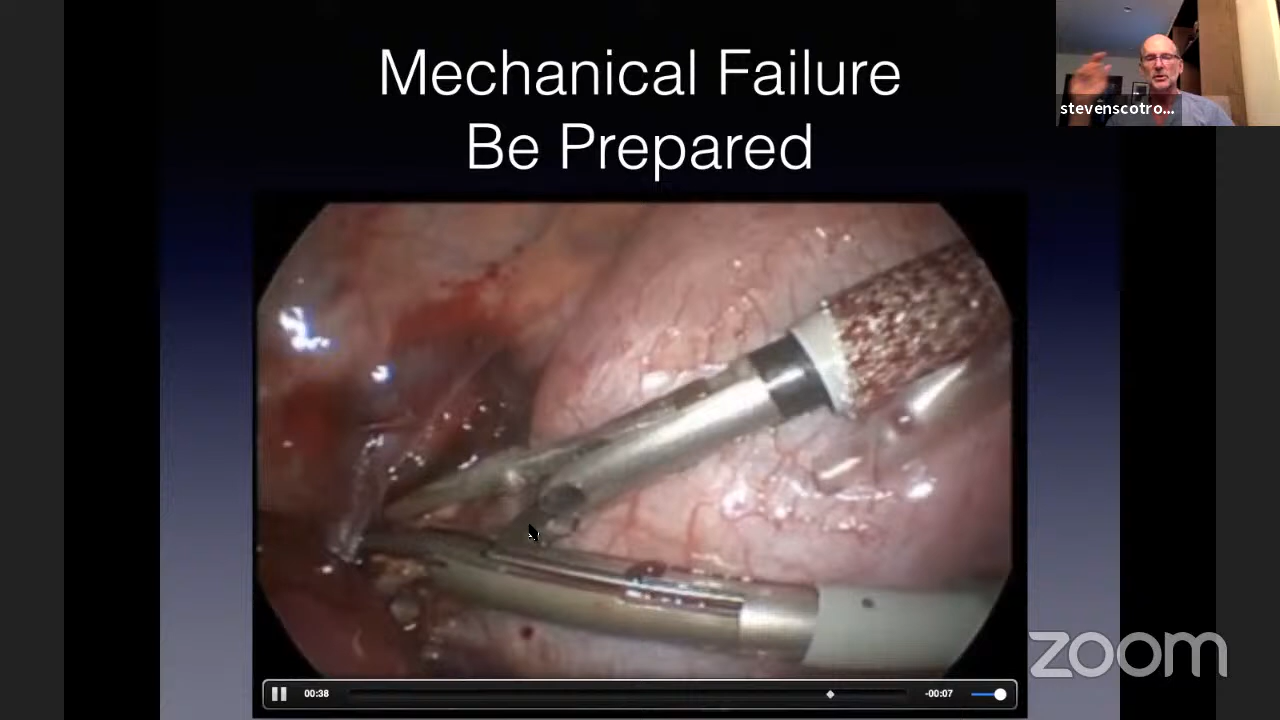 Mechanical Failure
Be Prepared
stevenscotro...
00:38
-00:07
zoom